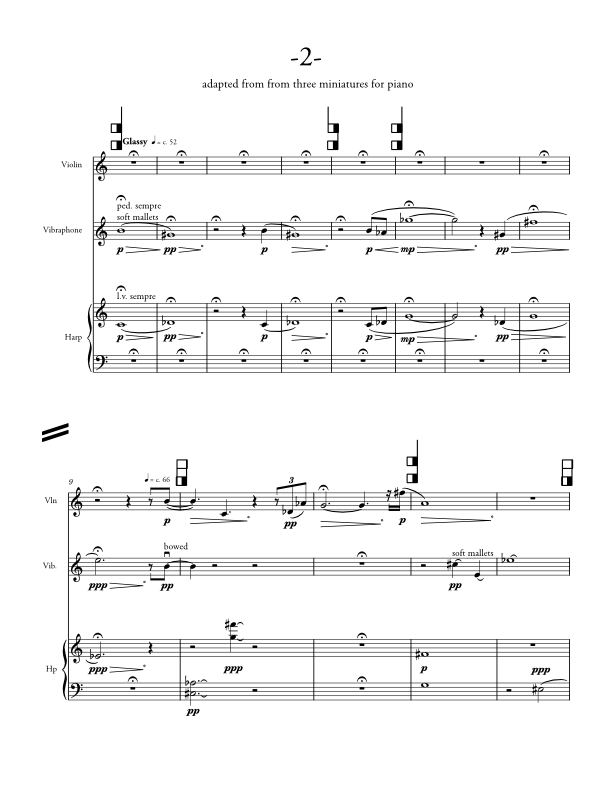 -2-
adapted from from three miniatures for piano
Glassy ♩ = c. 52
Violin
ped. sempre
soft mallets
Vibraphone
p pp p p mp pp
l.v. sempre
Harp
p pp p p mp pp
9
♩ = c. 66
3
Vln
p pp p
bowed
soft mallets
Vib.
ppp pp pp
Hp
ppp ppp p ppp
pp